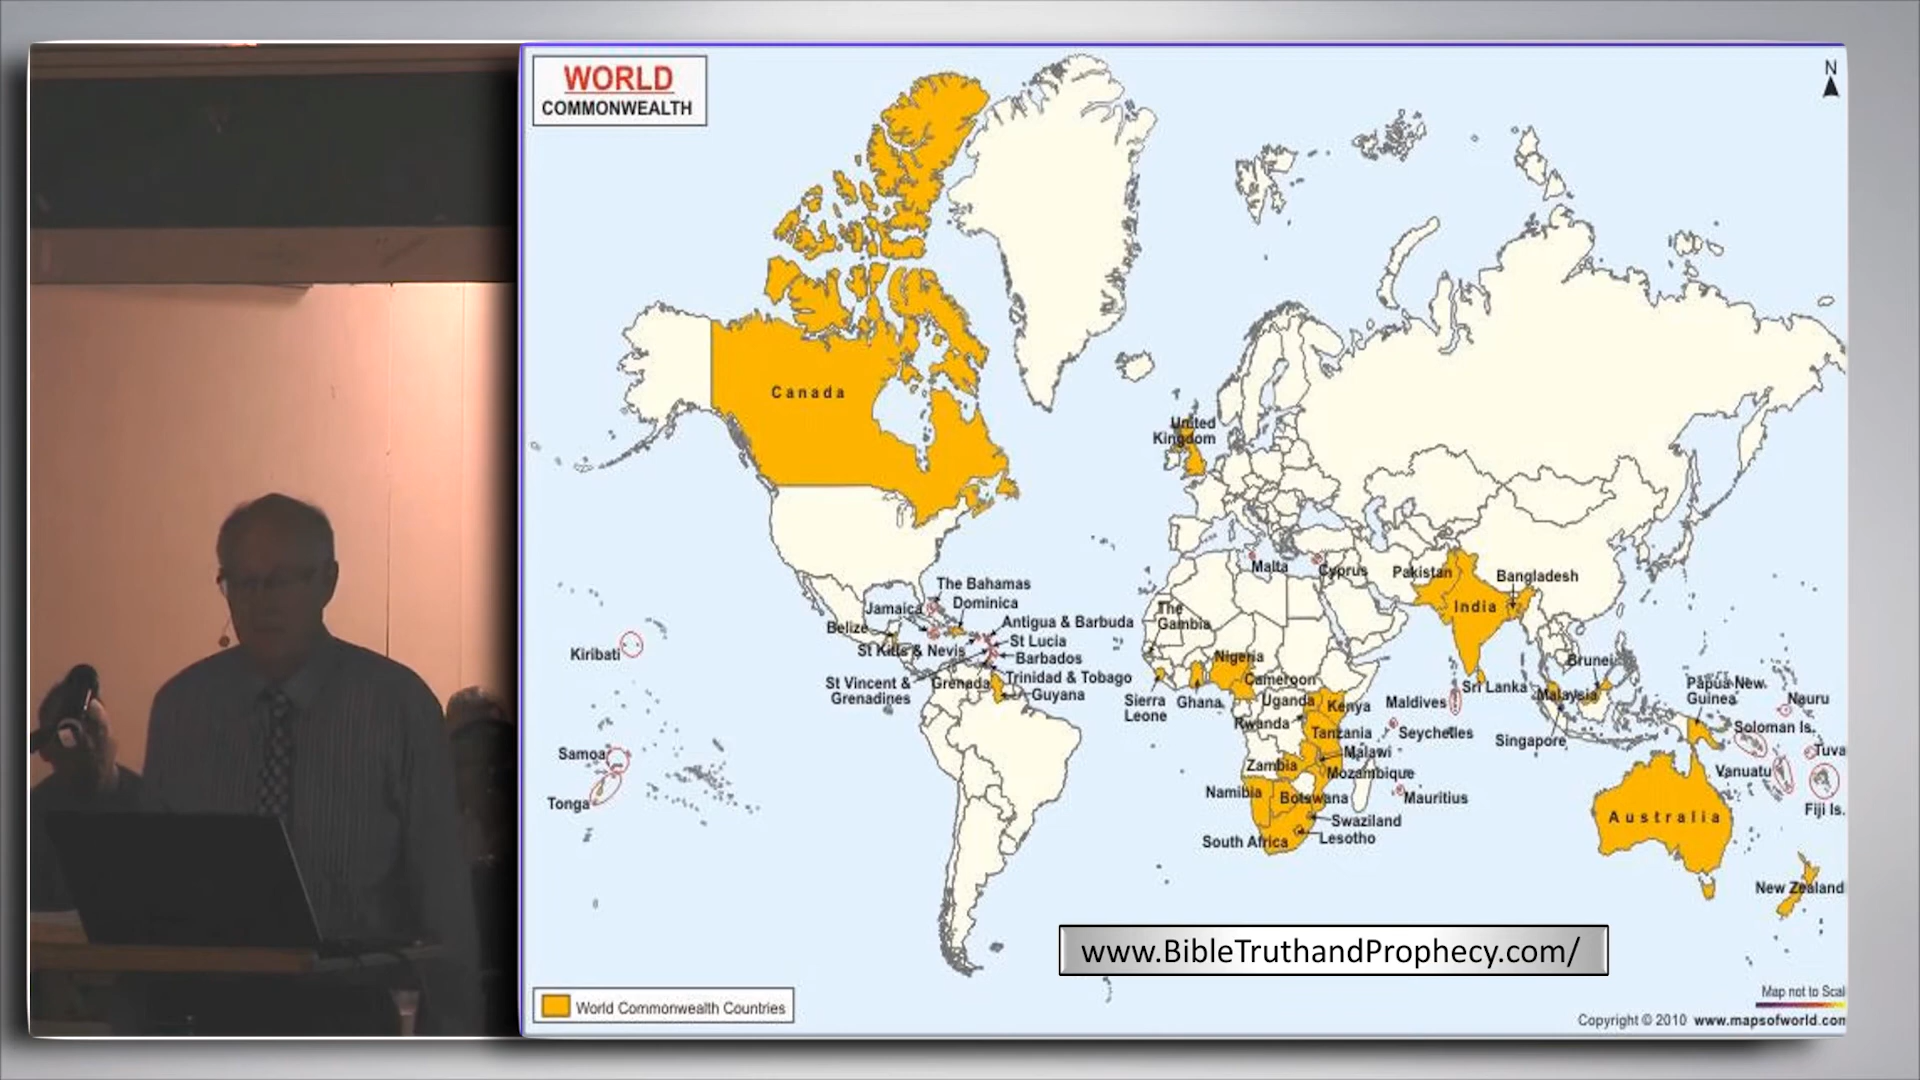 WORLD
COMMONWEALTH
N
Canada
United
Kingdom
Malta
Cyprus
Pakistan
Bangladesh
India
The Bahamas
Jamaica
Dominica
Belize
Antigua & Barbuda
St Lucia
St Kitts & Nevis
Barbados
Trinidad & Tobago
St Vincent &
Grenadines
Grenada
Guyana
Kiribati
Samoa
Tonga
The
Gambia
Nigeria
Cameroon
Sierra
Leone
Ghana
Uganda
Kenya
Rwanda
Tanzania
Malawi
Zambia
Mozambique
Namibia
Botswana
Swaziland
South Africa
Lesotho
Maldives
Seychelles
Mauritius
Sri Lanka
Brunei
Malaysia
Singapore
Papua New
Guinea
Nauru
Soloman Is.
Tuva
Vanuatu
Fiji Is.
Australia
New Zealand
www.BibleTruthandProphecy.com/
World Commonwealth Countries
Map not to Scal
Copyright © 2010 www.mapsofworld.com